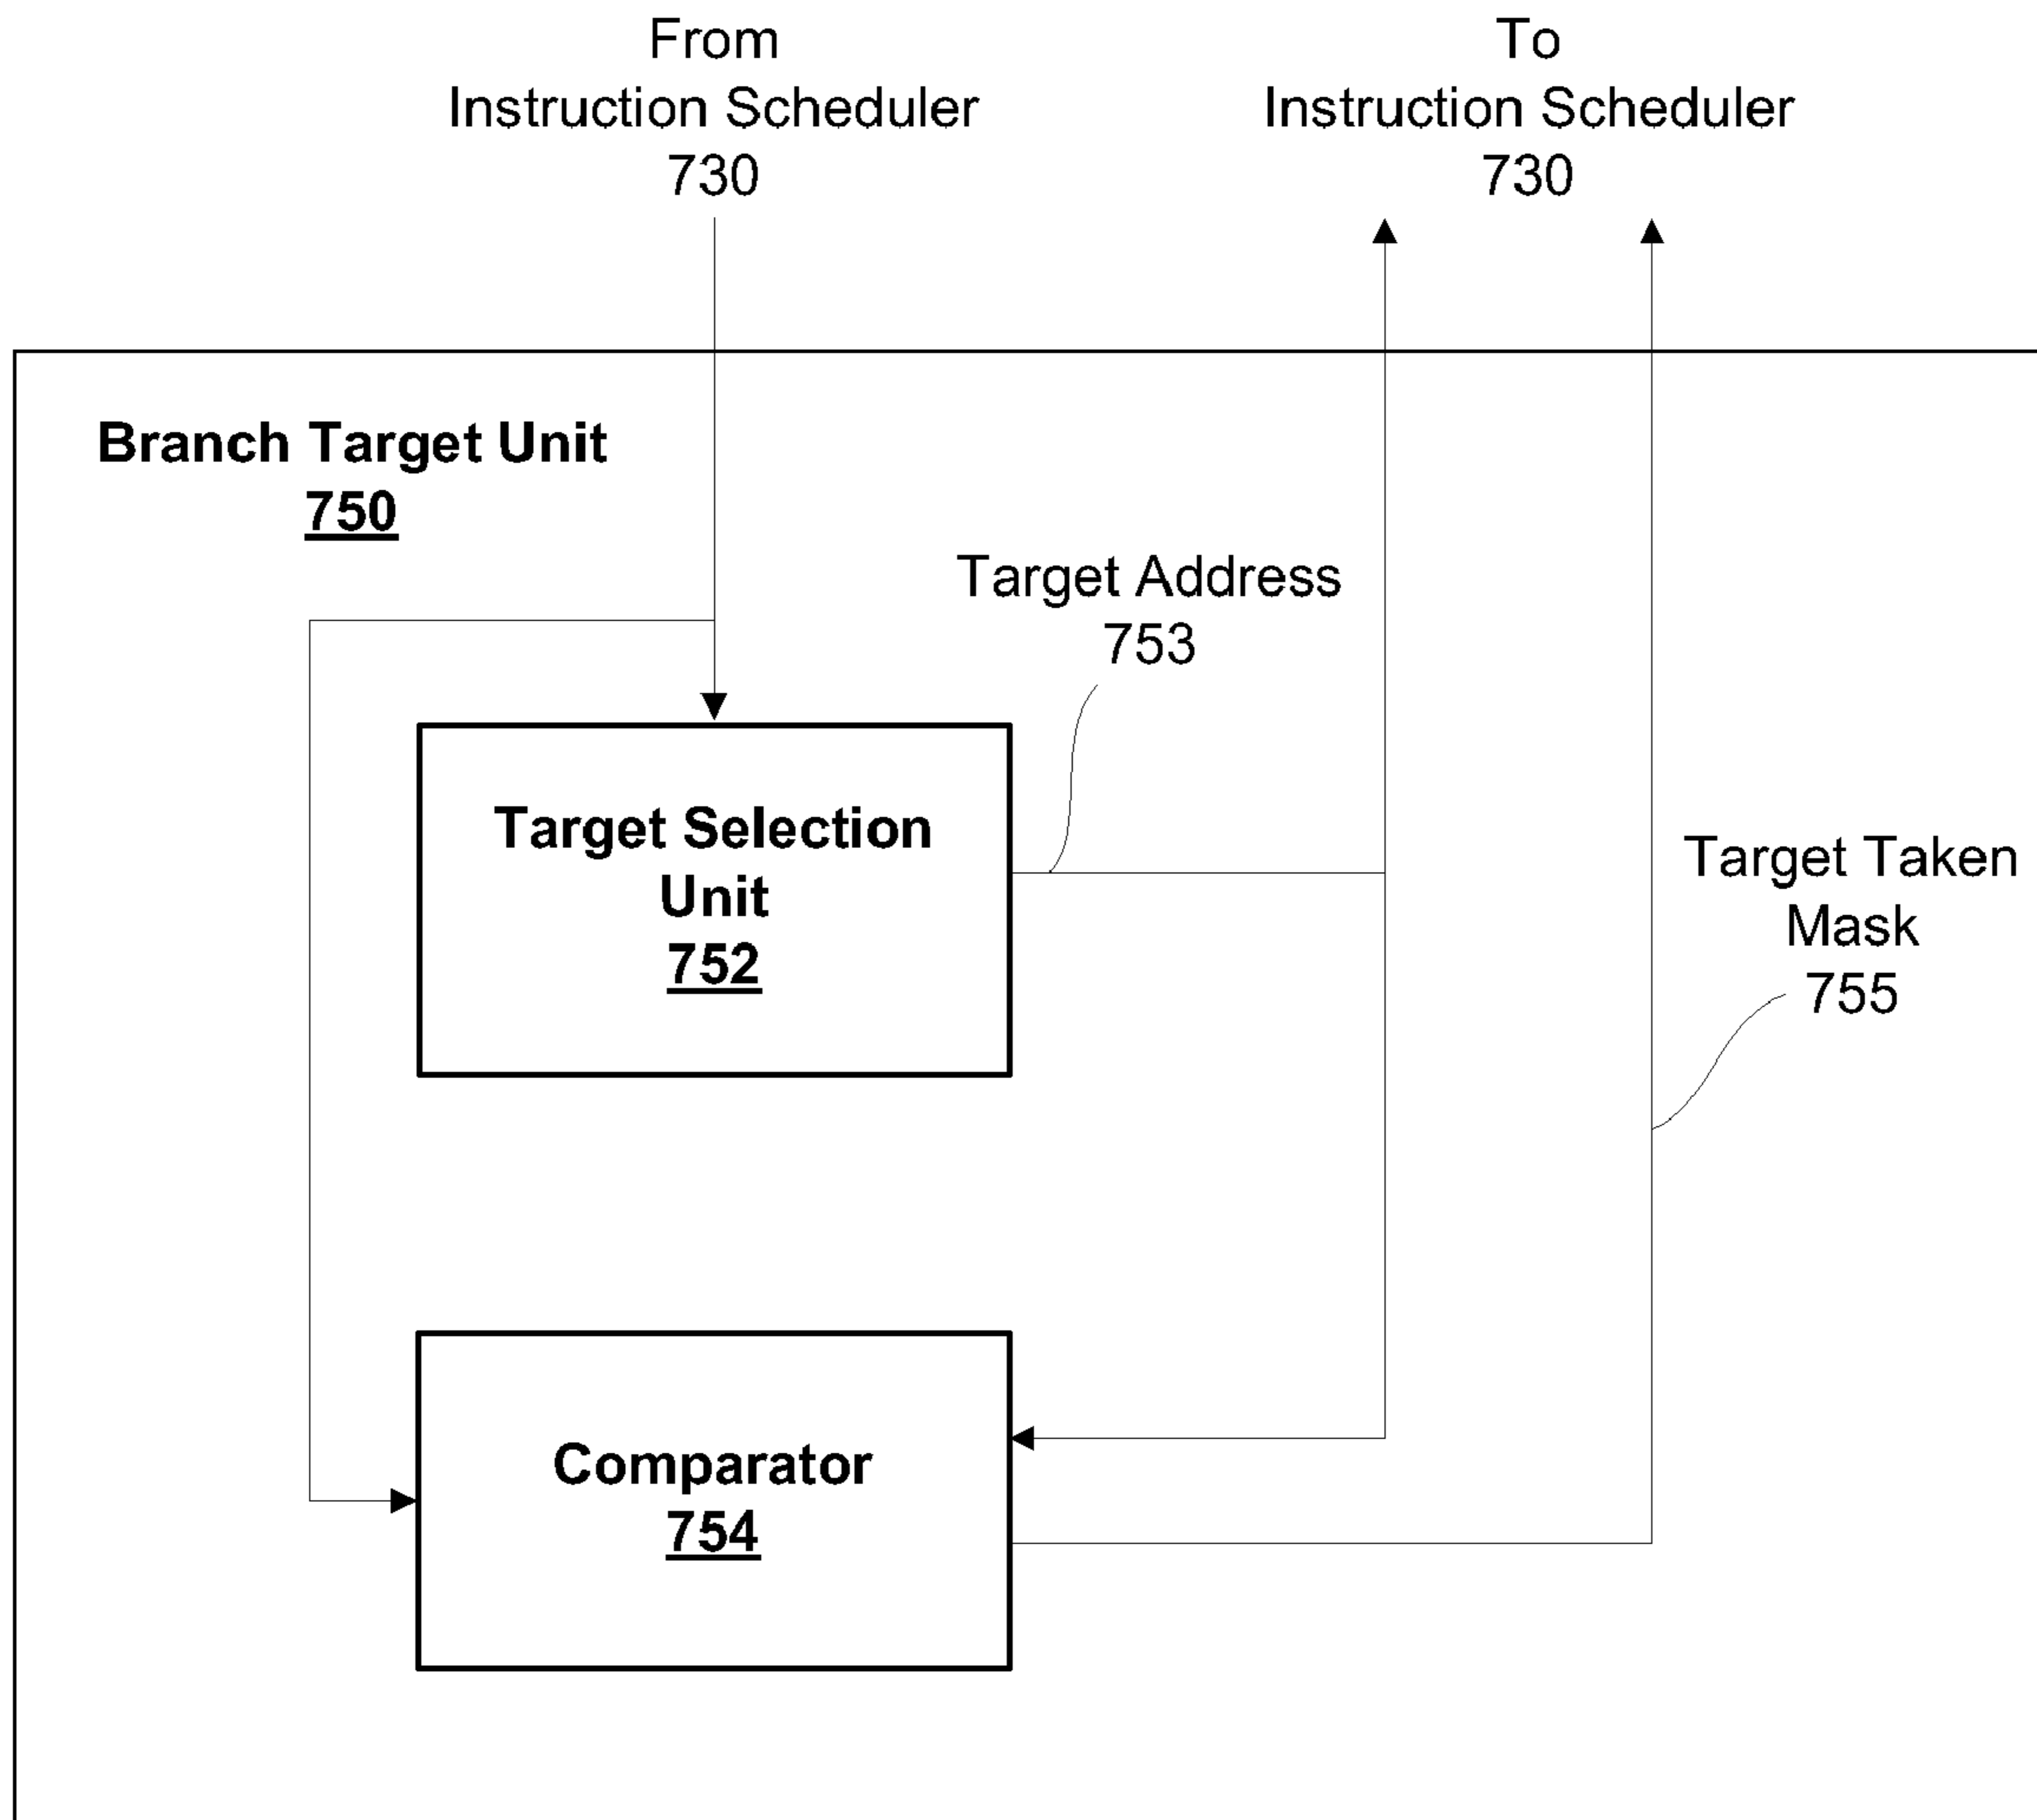 From
Instruction Scheduler
730
To
Instruction Scheduler
730
Branch Target Unit
750
Target Address
753
Target Selection
Unit
752
Target Taken
Mask
755
Comparator
754